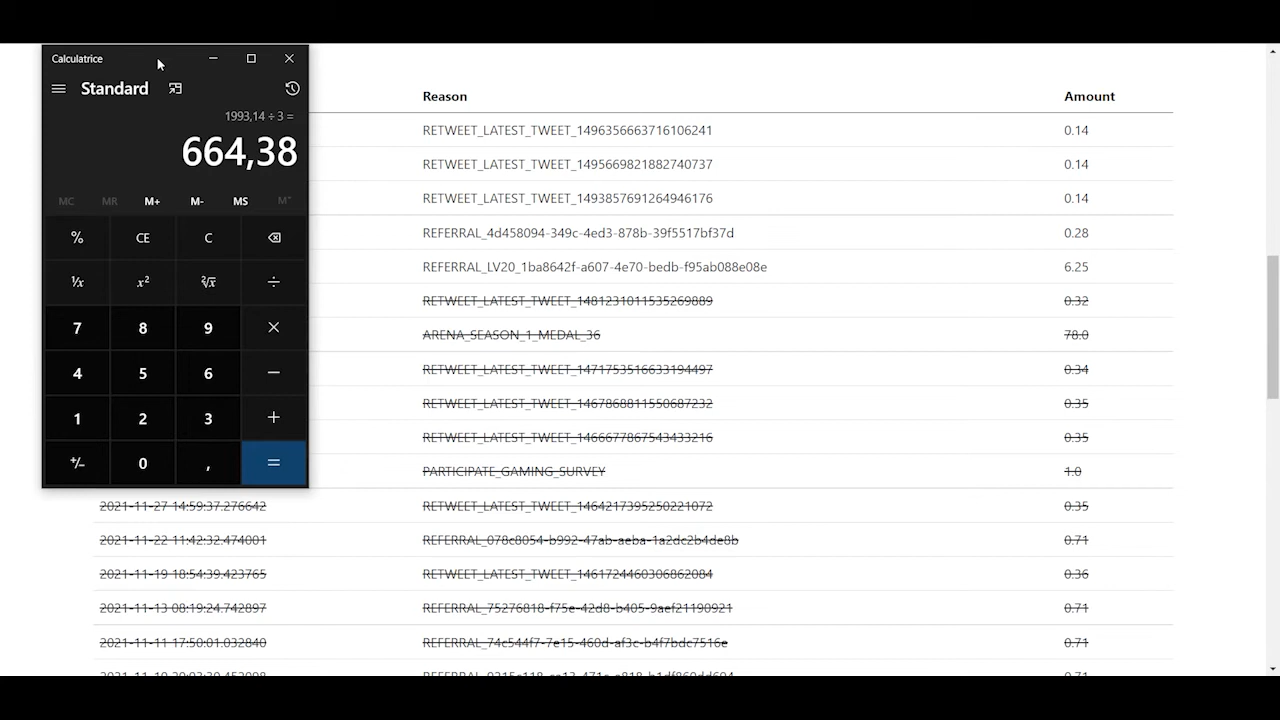 Calculatrice
Standard
1993,14 ÷ 3 =
664,38
MC MR M+ M- MS M˅
% CE C
¹/x x² ²√x ÷
7 8 9 ×
4 5 6 −
1 2 3 +
+/- 0 , =
Reason Amount
RETWEET_LATEST_TWEET_1496356663716106241 0.14
RETWEET_LATEST_TWEET_1495669821882740737 0.14
RETWEET_LATEST_TWEET_1493857691264946176 0.14
REFERRAL_4d458094-349c-4ed3-878b-39f5517bf37d 0.28
REFERRAL_LV20_1ba8642f-a607-4e70-bedb-f95ab088e08e 6.25
RETWEET_LATEST_TWEET_1481231011535269889 0.32
ARENA_SEASON_1_MEDAL_36 78.0
RETWEET_LATEST_TWEET_1471753516633194497 0.34
RETWEET_LATEST_TWEET_1467868811550687232 0.35
RETWEET_LATEST_TWEET_1466677867543433216 0.35
PARTICIPATE_GAMING_SURVEY 1.0
2021-11-27 14:59:37.276642 RETWEET_LATEST_TWEET_1464217395250221072 0.35
2021-11-22 11:42:32.474001 REFERRAL_078c8054-b992-47ab-aeba-1a2dc2b4de8b 0.71
2021-11-19 18:54:39.423765 RETWEET_LATEST_TWEET_1461724460306862084 0.36
2021-11-13 08:19:24.742897 REFERRAL_75276818-f75e-42d8-b405-9aef21190921 0.71
2021-11-11 17:50:01.032840 REFERRAL_74c544f7-7e15-460d-af3c-b4f7bdc7516e 0.71